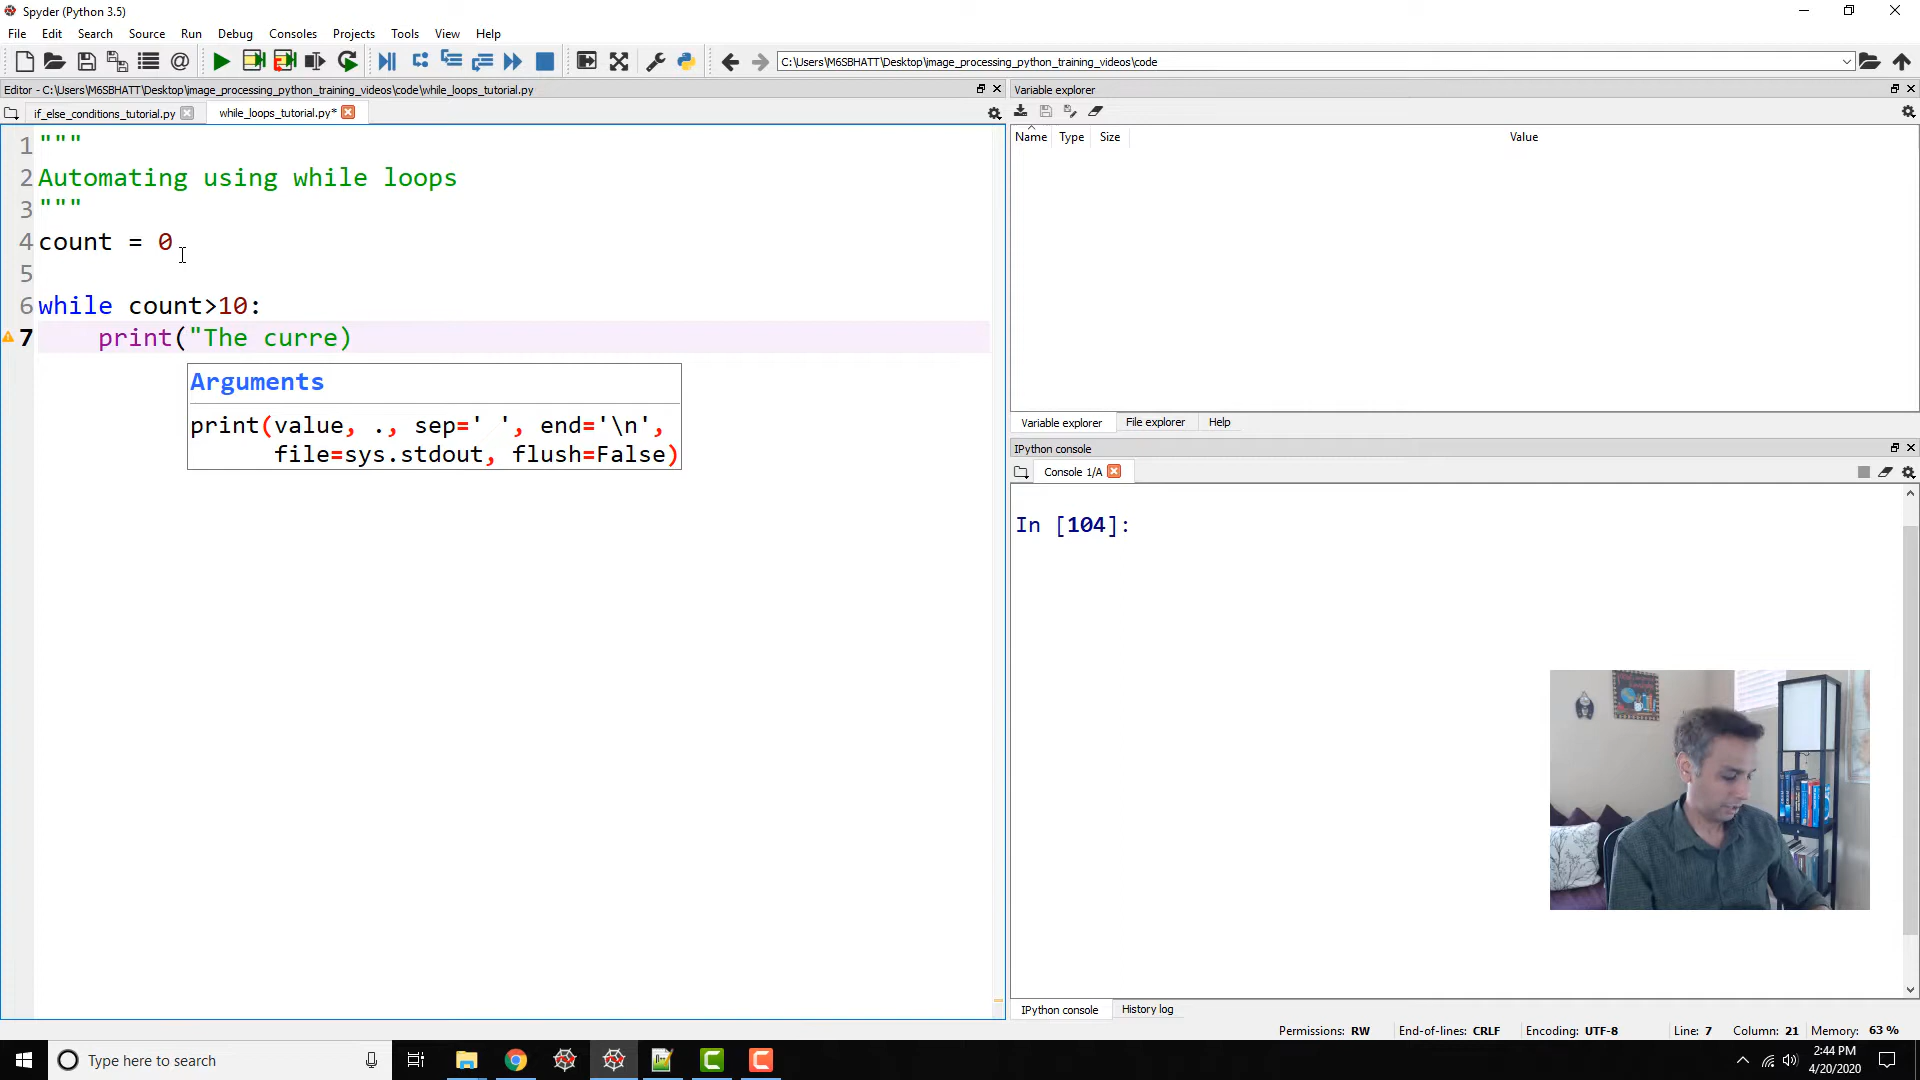 Spyder (Python 3.5)
File Edit Search Source Run Debug Consoles Projects Tools View Help
C:\Users\M6SBHATT\Desktop\image_processing_python_training_videos\code
Editor - C:\Users\M6SBHATT\Desktop\image_processing_python_training_videos\code\while_loops_tutorial.py
if_else_conditions_tutorial.py
while_loops_tutorial.py*
1 """
2 Automating using while loops
3 """
4 count = 0
5
6 while count>10:
7     print("The curre)
Arguments
print(value, ., sep=' ', end='\n',
file=sys.stdout, flush=False)
Variable explorer
Name Type Size Value
Variable explorer File explorer Help
IPython console
Console 1/A
In [104]:
IPython console History log
Permissions: RW End-of-lines: CRLF Encoding: UTF-8 Line: 7 Column: 21 Memory: 63 %
Type here to search
2:44 PM
4/20/2020